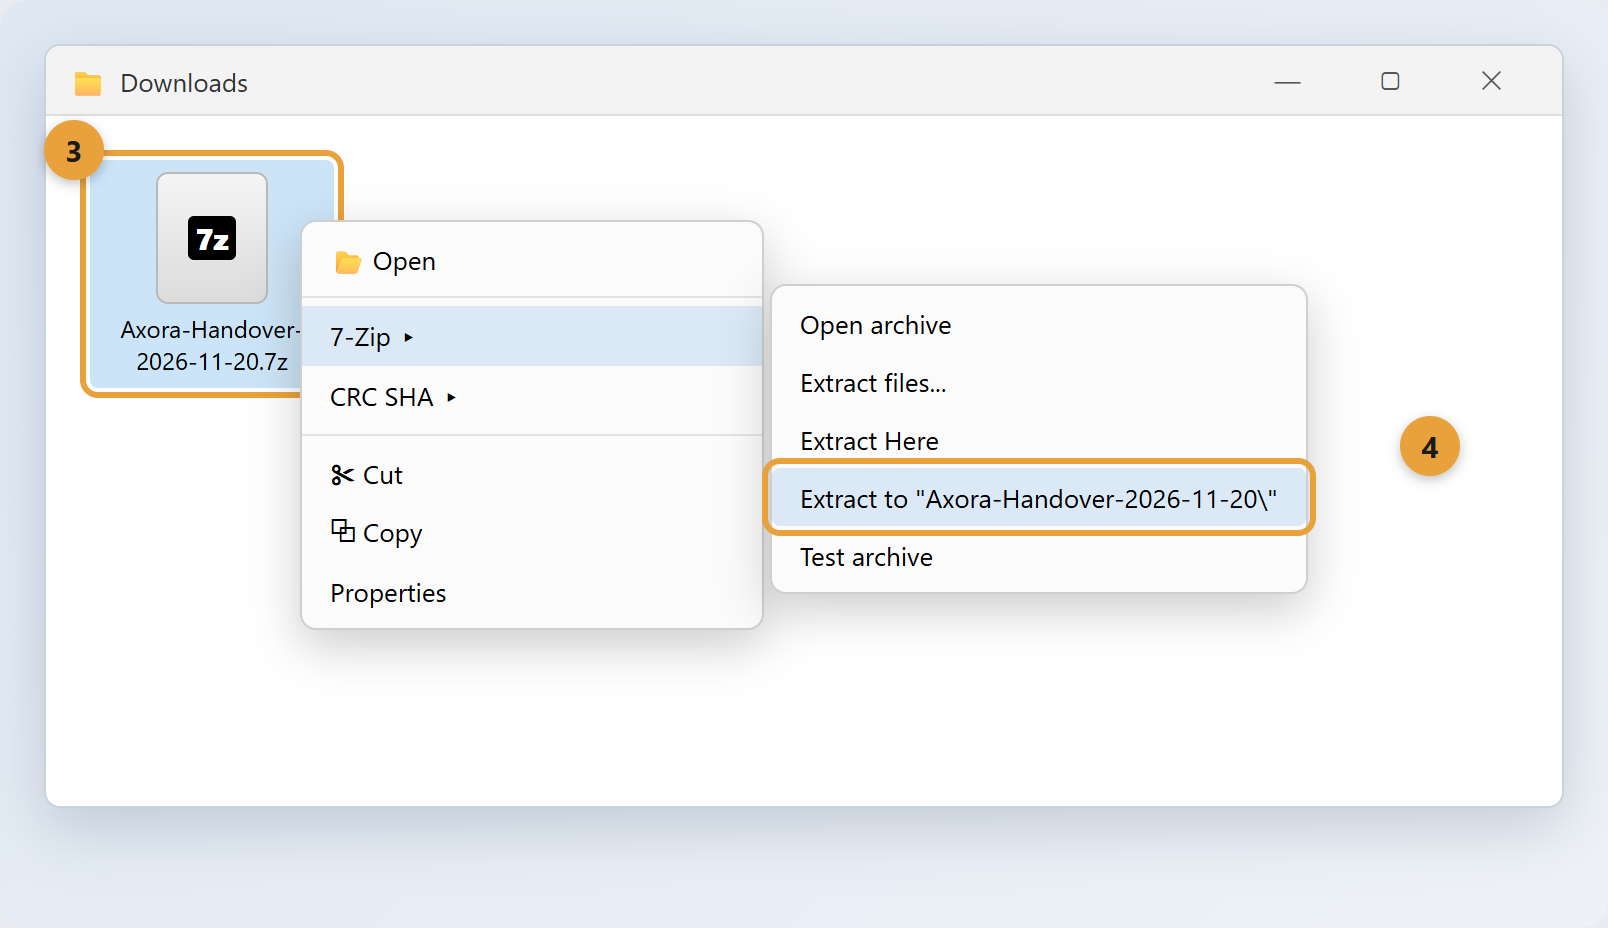 Downloads
3
7z
Axora-Handover-
2026-11-20.7z
Open
7-Zip ▸
CRC SHA ▸
Cut
Copy
Properties
Open archive
Extract files...
Extract Here
Extract to "Axora-Handover-2026-11-20\"
Test archive
4